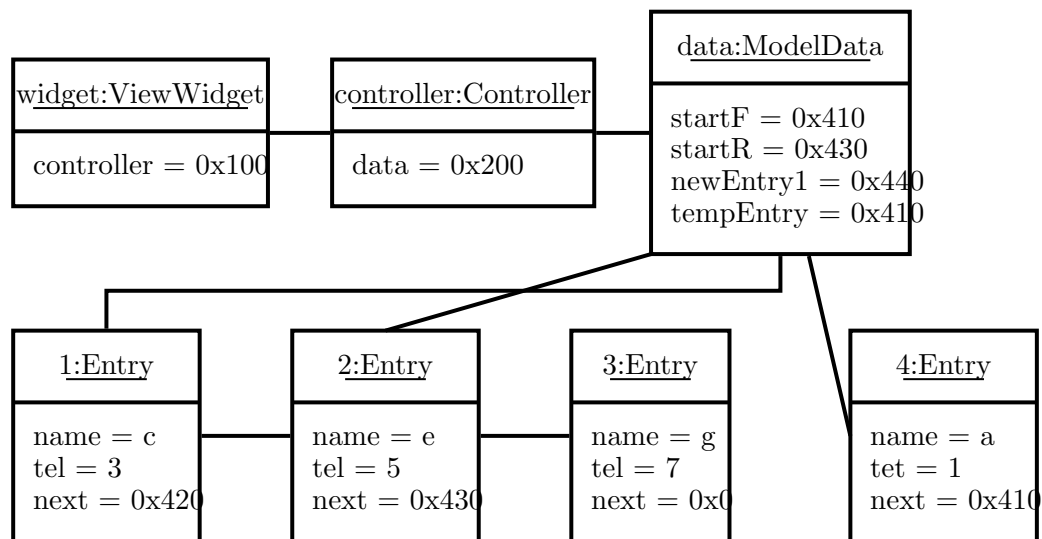 widget:ViewWidget
controller = 0x100
controller:Controller
data = 0x200
data:ModelData
startF = 0x410
startR = 0x430
newEntry1 = 0x440
tempEntry = 0x410
1:Entry
name = c
tel = 3
next = 0x420
2:Entry
name = e
tel = 5
next = 0x430
3:Entry
name = g
tel = 7
next = 0x0
4:Entry
name = a
tet = 1
next = 0x410